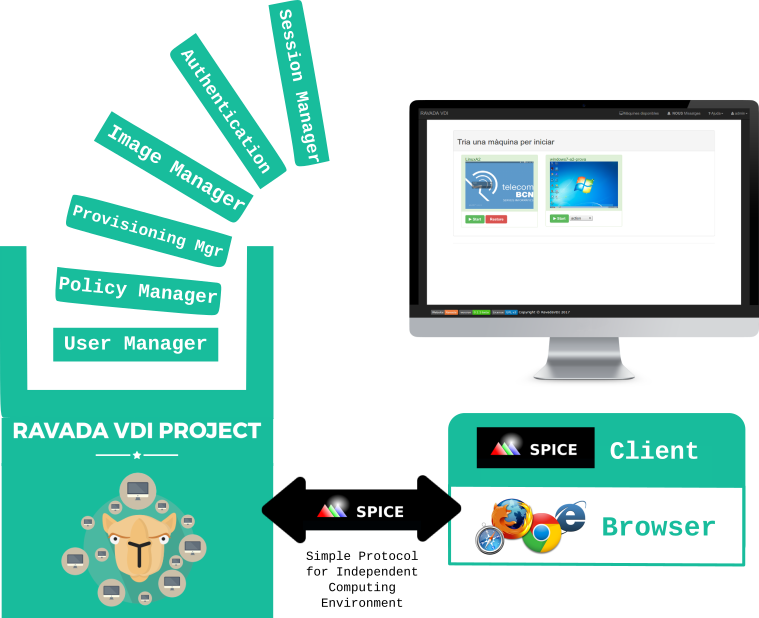 Session Manager
Authentication
Image Manager
Provisioning Mgr
Policy Manager
User Manager
RAVADA VDI PROJECT
RAVADA VDI
Tria una màquina per iniciar
telecom
BCN
Start
Restore
Start
action
Copyright © RavadaVDI 2017
SPICE
Client
Browser
SPICE
Simple Protocol
for Independent
Computing
Environment